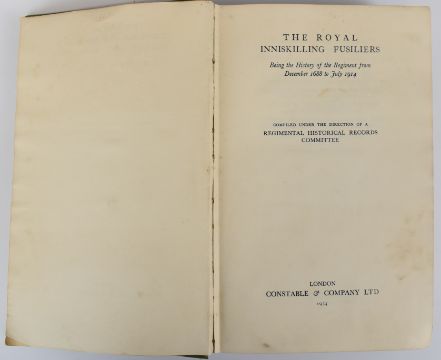 THE ROYAL
INNISKILLING FUSILIERS
Being the History of the Regiment from
December 1688 to July 1914
COMPILED UNDER THE DIRECTION OF A
REGIMENTAL HISTORICAL RECORDS
COMMITTEE
LONDON
CONSTABLE & COMPANY LTD